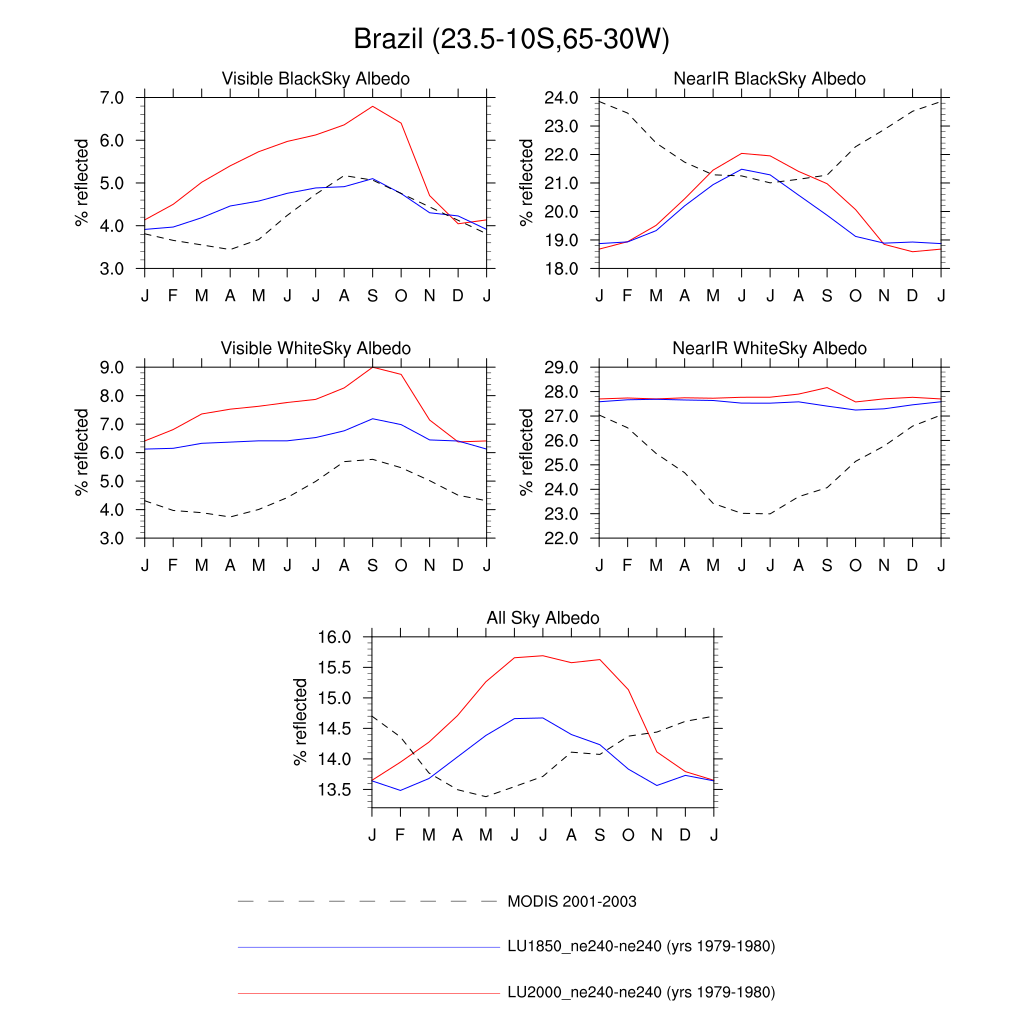 Brazil (23.5-10S,65-30W)
Visible BlackSky Albedo
% reflected
7.0
6.0
5.0
4.0
3.0
J F M A M J J A S O N D J
NearIR BlackSky Albedo
% reflected
24.0
23.0
22.0
21.0
20.0
19.0
18.0
J F M A M J J A S O N D J
Visible WhiteSky Albedo
% reflected
9.0
8.0
7.0
6.0
5.0
4.0
3.0
J F M A M J J A S O N D J
NearIR WhiteSky Albedo
% reflected
29.0
28.0
27.0
26.0
25.0
24.0
23.0
22.0
J F M A M J J A S O N D J
All Sky Albedo
% reflected
16.0
15.5
15.0
14.5
14.0
13.5
J F M A M J J A S O N D J
MODIS 2001-2003
LU1850_ne240-ne240 (yrs 1979-1980)
LU2000_ne240-ne240 (yrs 1979-1980)